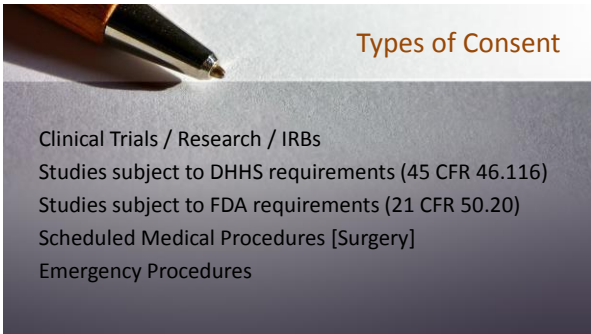 Types of Consent
Clinical Trials / Research / IRBs
Studies subject to DHHS requirements (45 CFR 46.116)
Studies subject to FDA requirements (21 CFR 50.20)
Scheduled Medical Procedures [Surgery]
Emergency Procedures